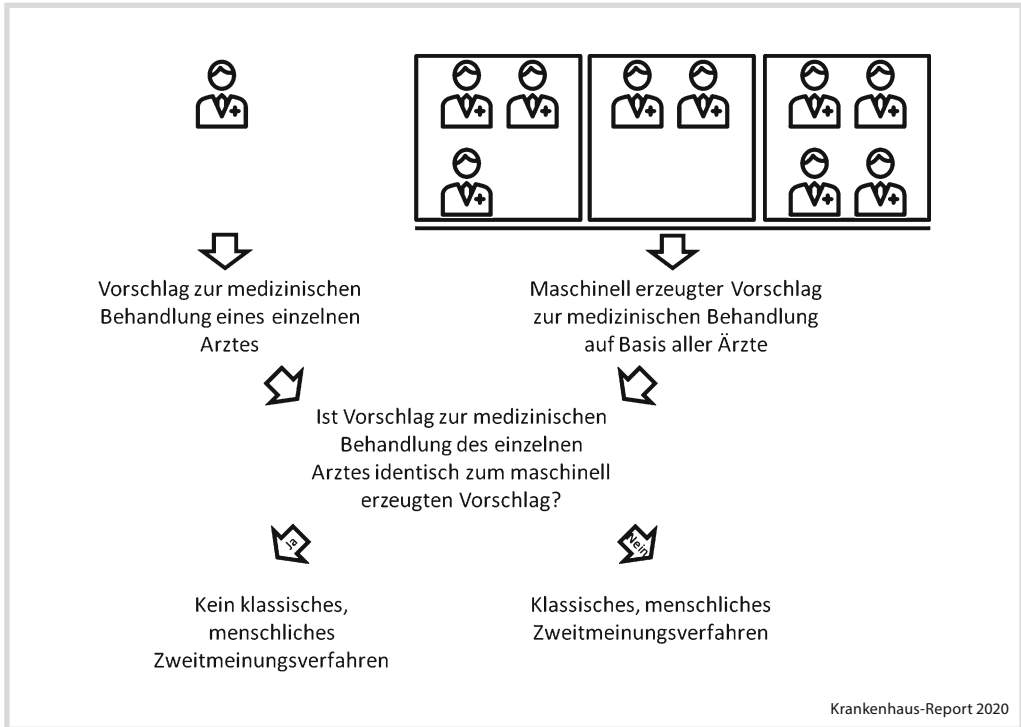 Vorschlag zur medizinischen
Behandlung eines einzelnen
Arztes
Maschinell erzeugter Vorschlag
zur medizinischen Behandlung
auf Basis aller Ärzte
Ist Vorschlag zur medizinischen
Behandlung des einzelnen
Arztes identisch zum maschinell
erzeugten Vorschlag?
Ja
Nein
Kein klassisches,
menschliches
Zweitmeinungsverfahren
Klassisches, menschliches
Zweitmeinungsverfahren
Krankenhaus-Report 2020